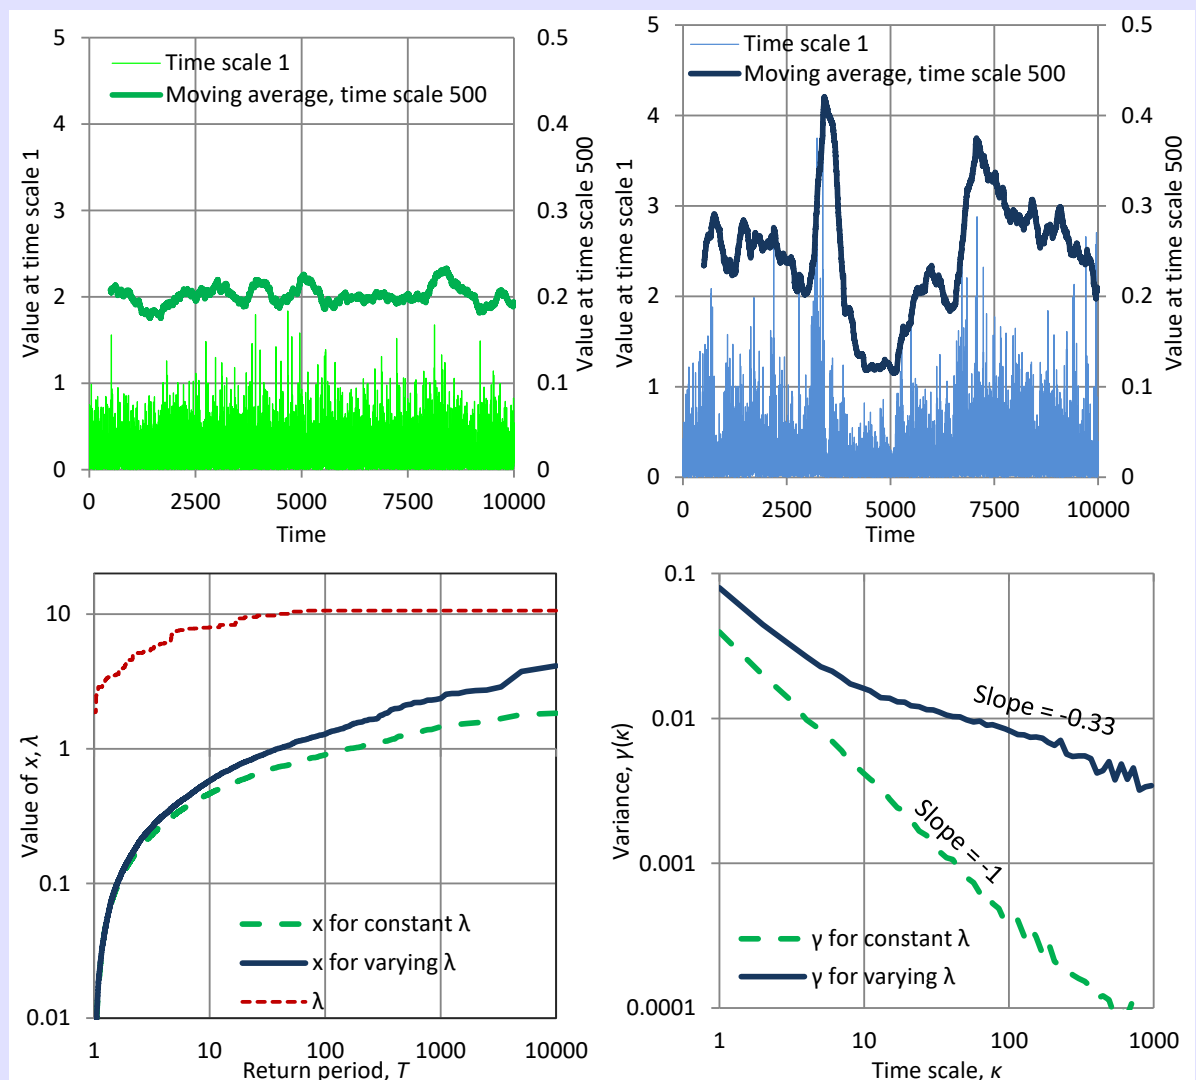 5
4
3
2
1
0
Value at time scale 1
Time scale 1
Moving average, time scale 500
0.5
0.4
0.3
0.2
0.1
0
Value at time scale 500
0
2500
5000
7500
10000
Time
5
4
3
2
1
0
Value at time scale 1
Time scale 1
Moving average, time scale 500
0.5
0.4
0.3
0.2
0.1
0
Value at time scale 500
0
2500
5000
7500
10000
Time
10
1
0.1
0.01
Value of x, λ
x for constant λ
x for varying λ
λ
1
10
100
1000
10000
Return period, T
0.1
0.01
0.001
0.0001
Variance, γ(κ)
Slope = -0.33
Slope = -1
γ for constant λ
γ for varying λ
1
10
100
1000
Time scale, κ